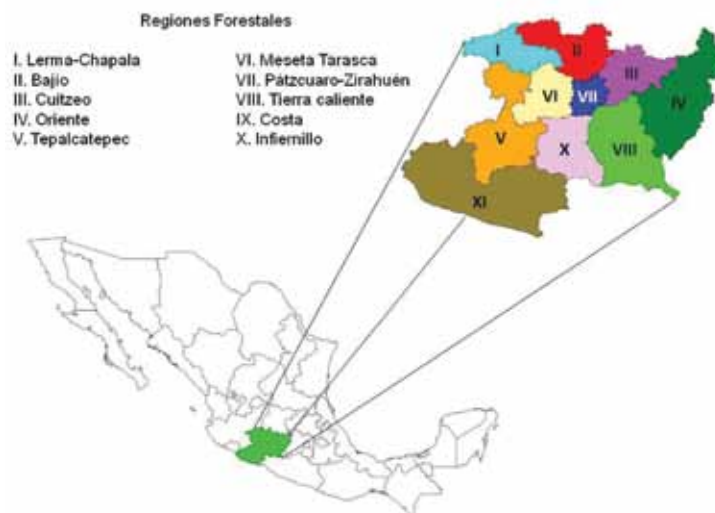 Regiones Forestales
I. Lerma-Chapala
II. Bajío
III. Cuitzeo
IV. Oriente
V. Tepalcatepec
VI. Meseta Tarasca
VII. Pátzcuaro-Zirahuén
VIII. Tierra caliente
IX. Costa
X. Infiernillo
I
II
III
IV
VI
VII
V
X
VIII
XI